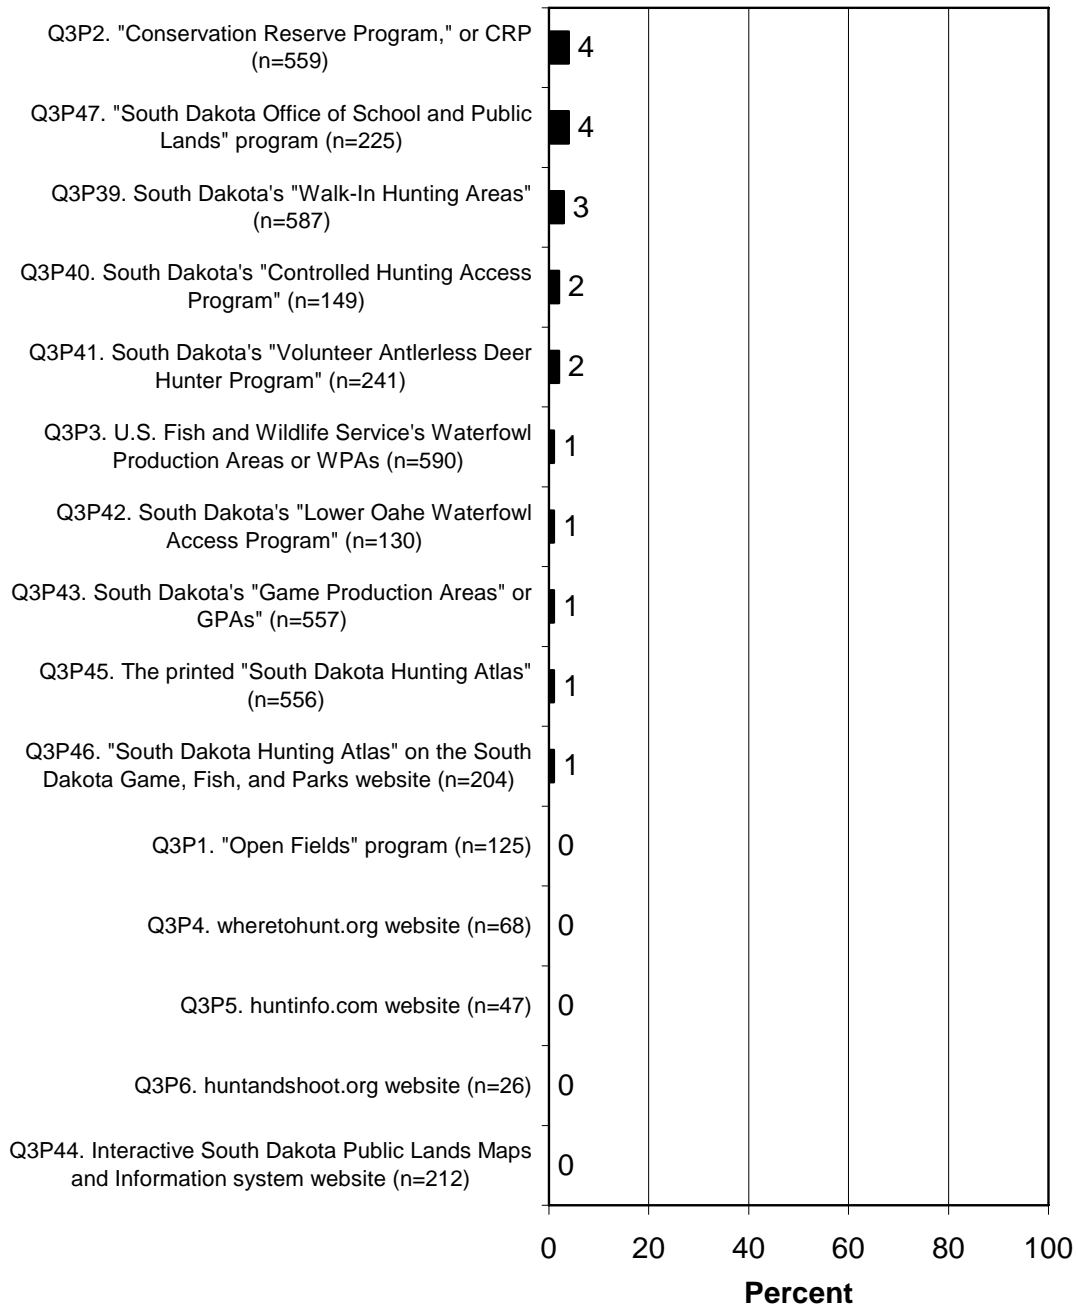 Q3P2. "Conservation Reserve Program," or CRP
(n=559)
4
Q3P47. "South Dakota Office of School and Public
Lands" program (n=225)
4
Q3P39. South Dakota's "Walk-In Hunting Areas"
(n=587)
3
Q3P40. South Dakota's "Controlled Hunting Access
Program" (n=149)
2
Q3P41. South Dakota's "Volunteer Antlerless Deer
Hunter Program" (n=241)
2
Q3P3. U.S. Fish and Wildlife Service's Waterfowl
Production Areas or WPAs (n=590)
1
Q3P42. South Dakota's "Lower Oahe Waterfowl
Access Program" (n=130)
1
Q3P43. South Dakota's "Game Production Areas" or
GPAs" (n=557)
1
Q3P45. The printed "South Dakota Hunting Atlas"
(n=556)
1
Q3P46. "South Dakota Hunting Atlas" on the South
Dakota Game, Fish, and Parks website (n=204)
1
Q3P1. "Open Fields" program (n=125)
0
Q3P4. wheretohunt.org website (n=68)
0
Q3P5. huntinfo.com website (n=47)
0
Q3P6. huntandshoot.org website (n=26)
0
Q3P44. Interactive South Dakota Public Lands Maps
and Information system website (n=212)
0
0 20 40 60 80 100
Percent